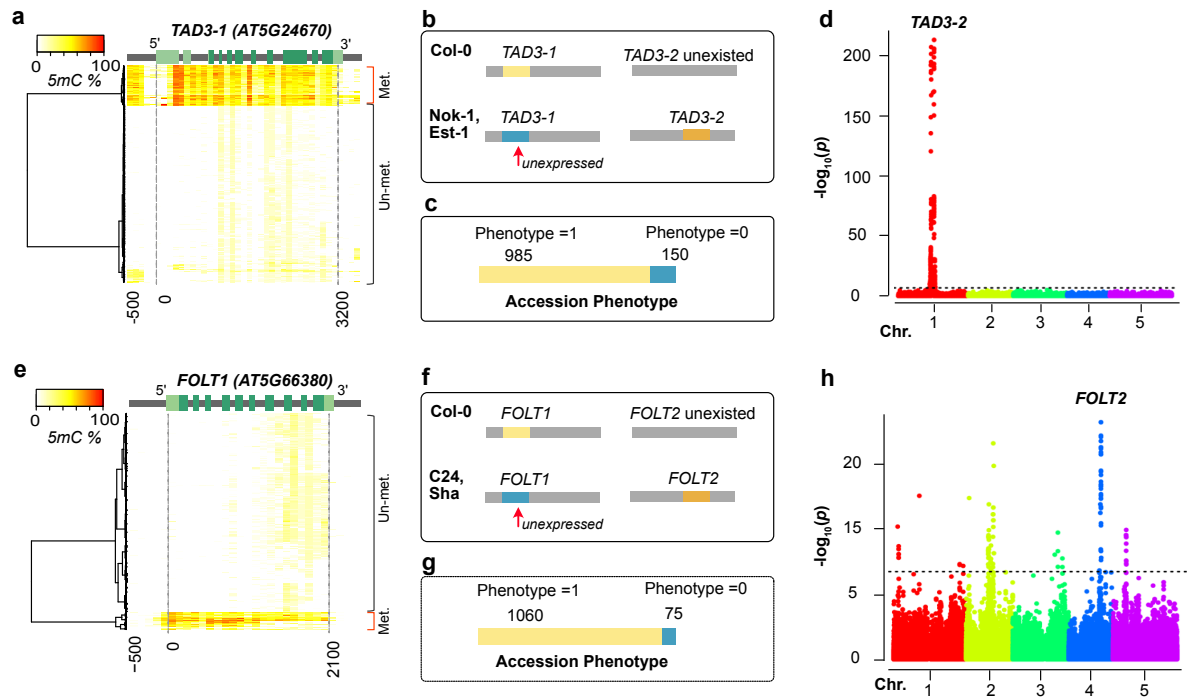 a
TAD3-1 (AT5G24670)
5'
3'
0
100
5mC %
Met.
Un-met.
-500
0
3200
b
Col-0
TAD3-1
TAD3-2 unexisted
Nok-1,
Est-1
TAD3-1
TAD3-2
unexpressed
c
Phenotype =1
Phenotype =0
985
150
Accession Phenotype
d
TAD3-2
-log10(p)
200
150
100
50
0
Chr.
1
2
3
4
5
e
FOLT1 (AT5G66380)
5'
3'
0
100
5mC %
Un-met.
Met.
-500
0
2100
f
Col-0
FOLT1
FOLT2 unexisted
C24,
Sha
FOLT1
FOLT2
unexpressed
g
Phenotype =1
Phenotype =0
1060
75
Accession Phenotype
h
FOLT2
-log10(p)
20
15
5
0
Chr.
1
2
3
4
5